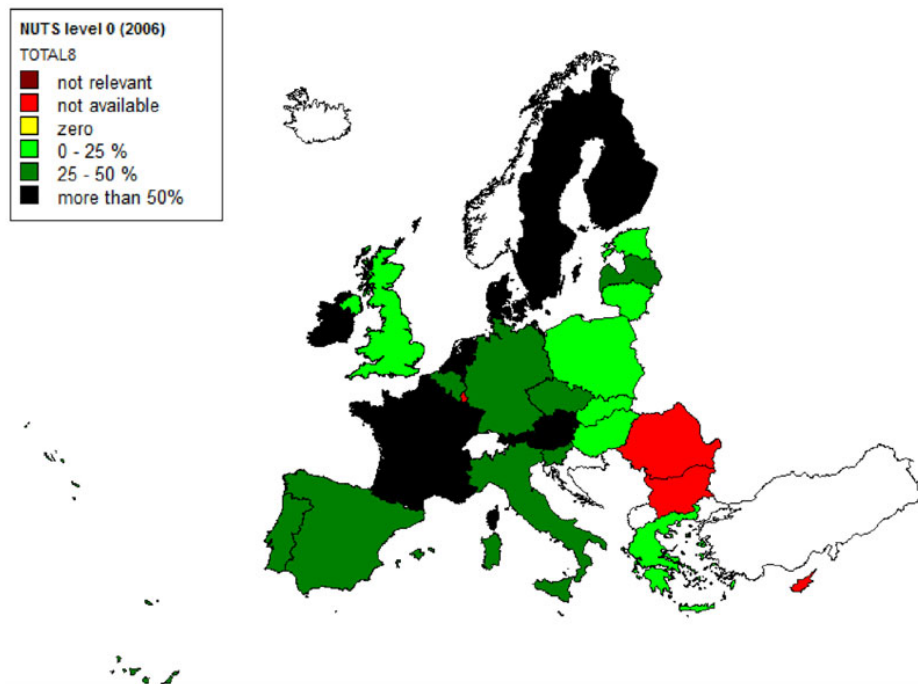 NUTS level 0 (2006)
TOTAL8
not relevant
not available
zero
0 - 25 %
25 - 50 %
more than 50%